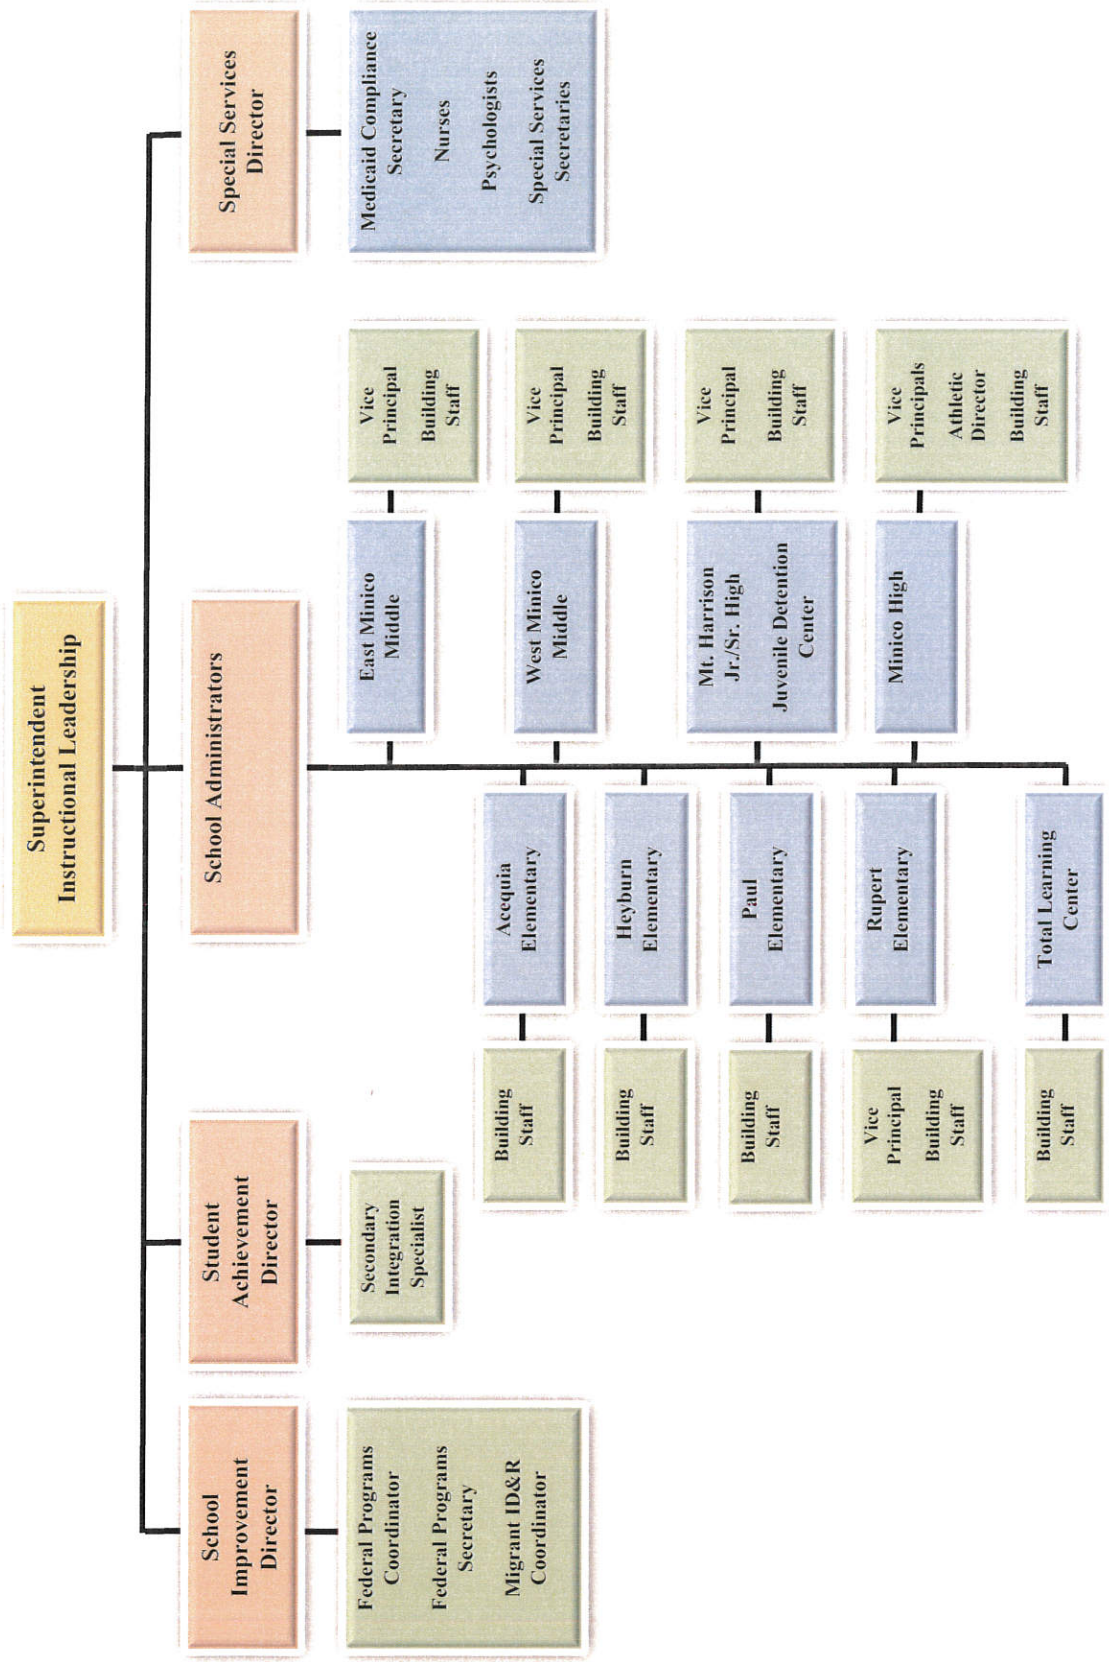 Superintendent
Instructional Leadership
School
Improvement
Director
Student
Achievement
Director
School Administrators
Special Services
Director
Federal Programs
Coordinator
Federal Programs
Secretary
Migrant ID&R
Coordinator
Secondary
Integration
Specialist
Medicaid Compliance
Secretary
Nurses
Psychologists
Special Services
Secretaries
East Minico
Middle
Vice
Principal
Building
Staff
Building
Staff
Acequia
Elementary
West Minico
Middle
Vice
Principal
Building
Staff
Building
Staff
Heyburn
Elementary
Building
Staff
Paul
Elementary
Mt. Harrison
Jr./Sr. High
Juvenile Detention
Center
Vice
Principal
Building
Staff
Vice
Principal
Building
Staff
Rupert
Elementary
Minico High
Vice
Principals
Athletic
Director
Building
Staff
Building
Staff
Total Learning
Center